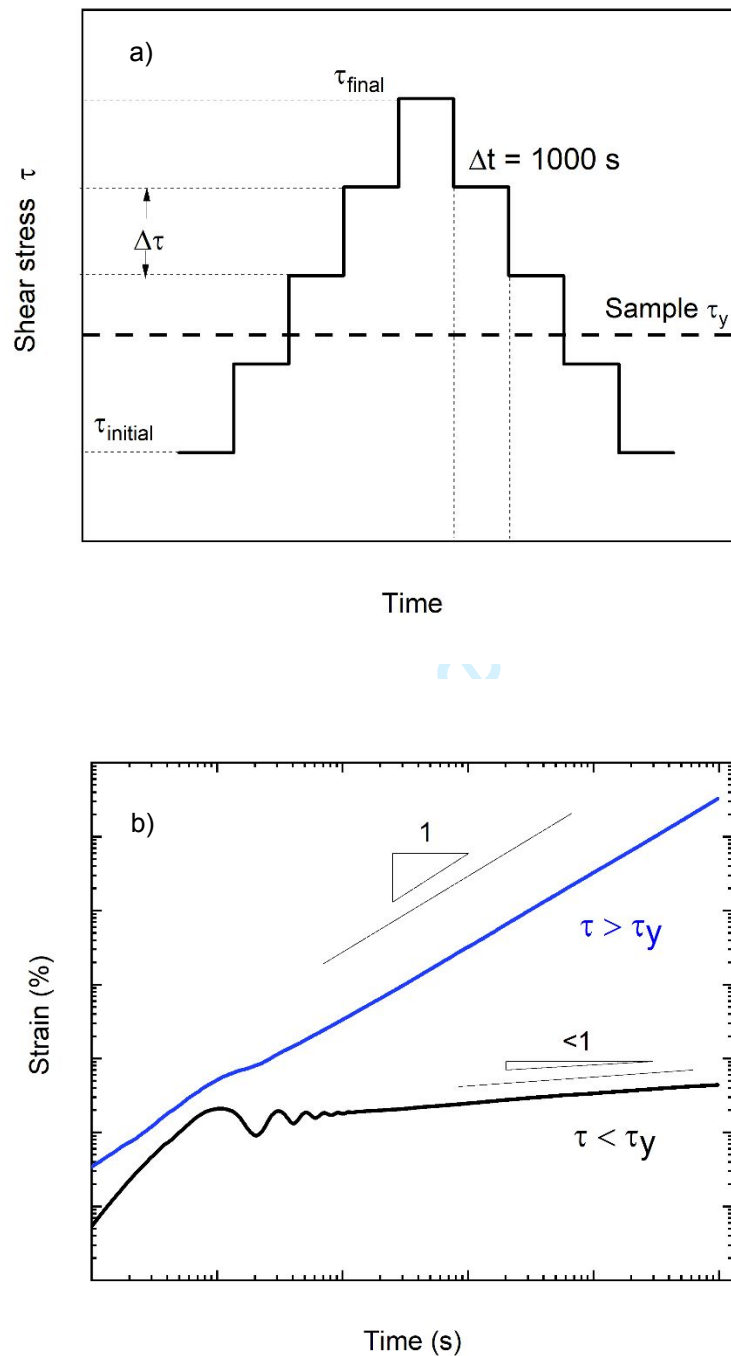 a)
τfinal
Δt = 1000 s
Δτ
Sample τy
τinitial
Shear stress τ
Time
b)
1
τ > τy
<1
τ < τy
Strain (%)
Time (s)